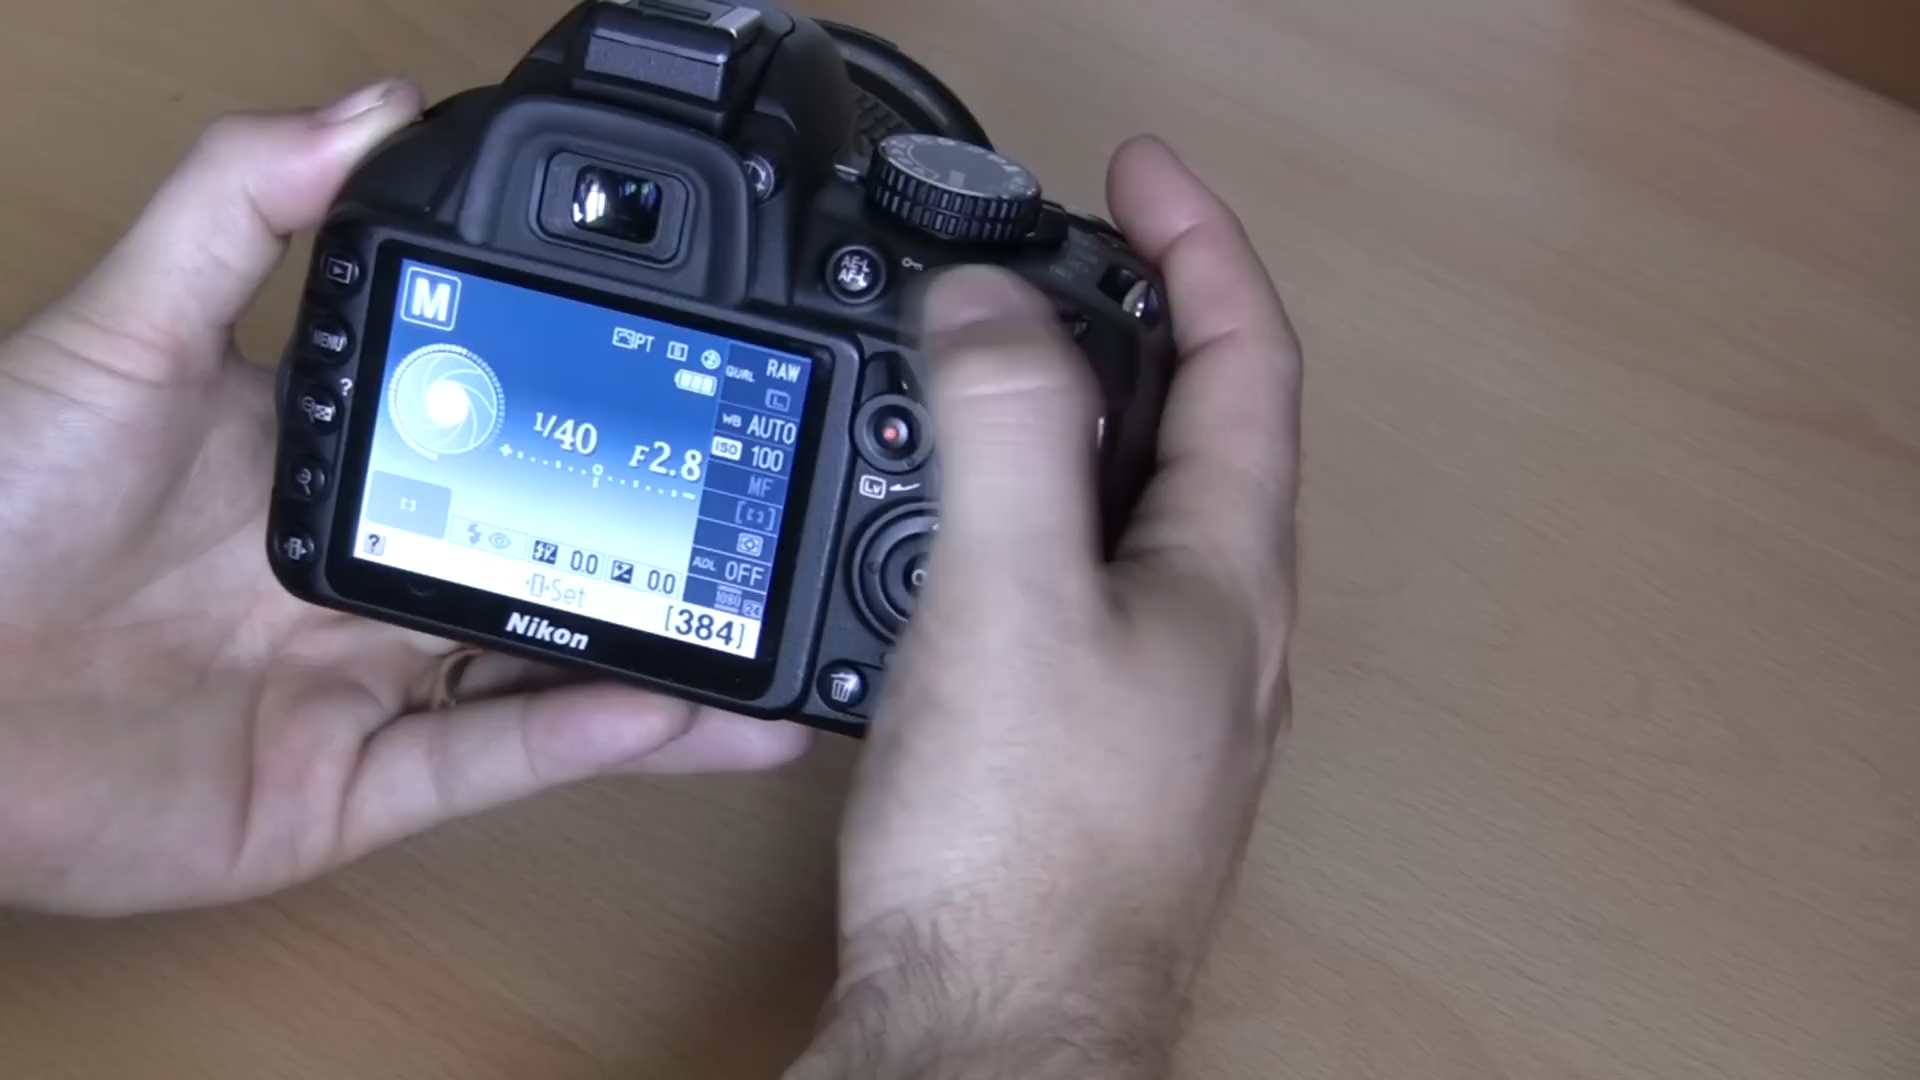 AE-L
AF-L
M
PT
S
QUAL RAW
L
MENU
?
WB AUTO
1/40
F2.8
ISO 100
MF
Lv
ADL OFF
?
0.0
0.0
1080
Set
[384]
Nikon